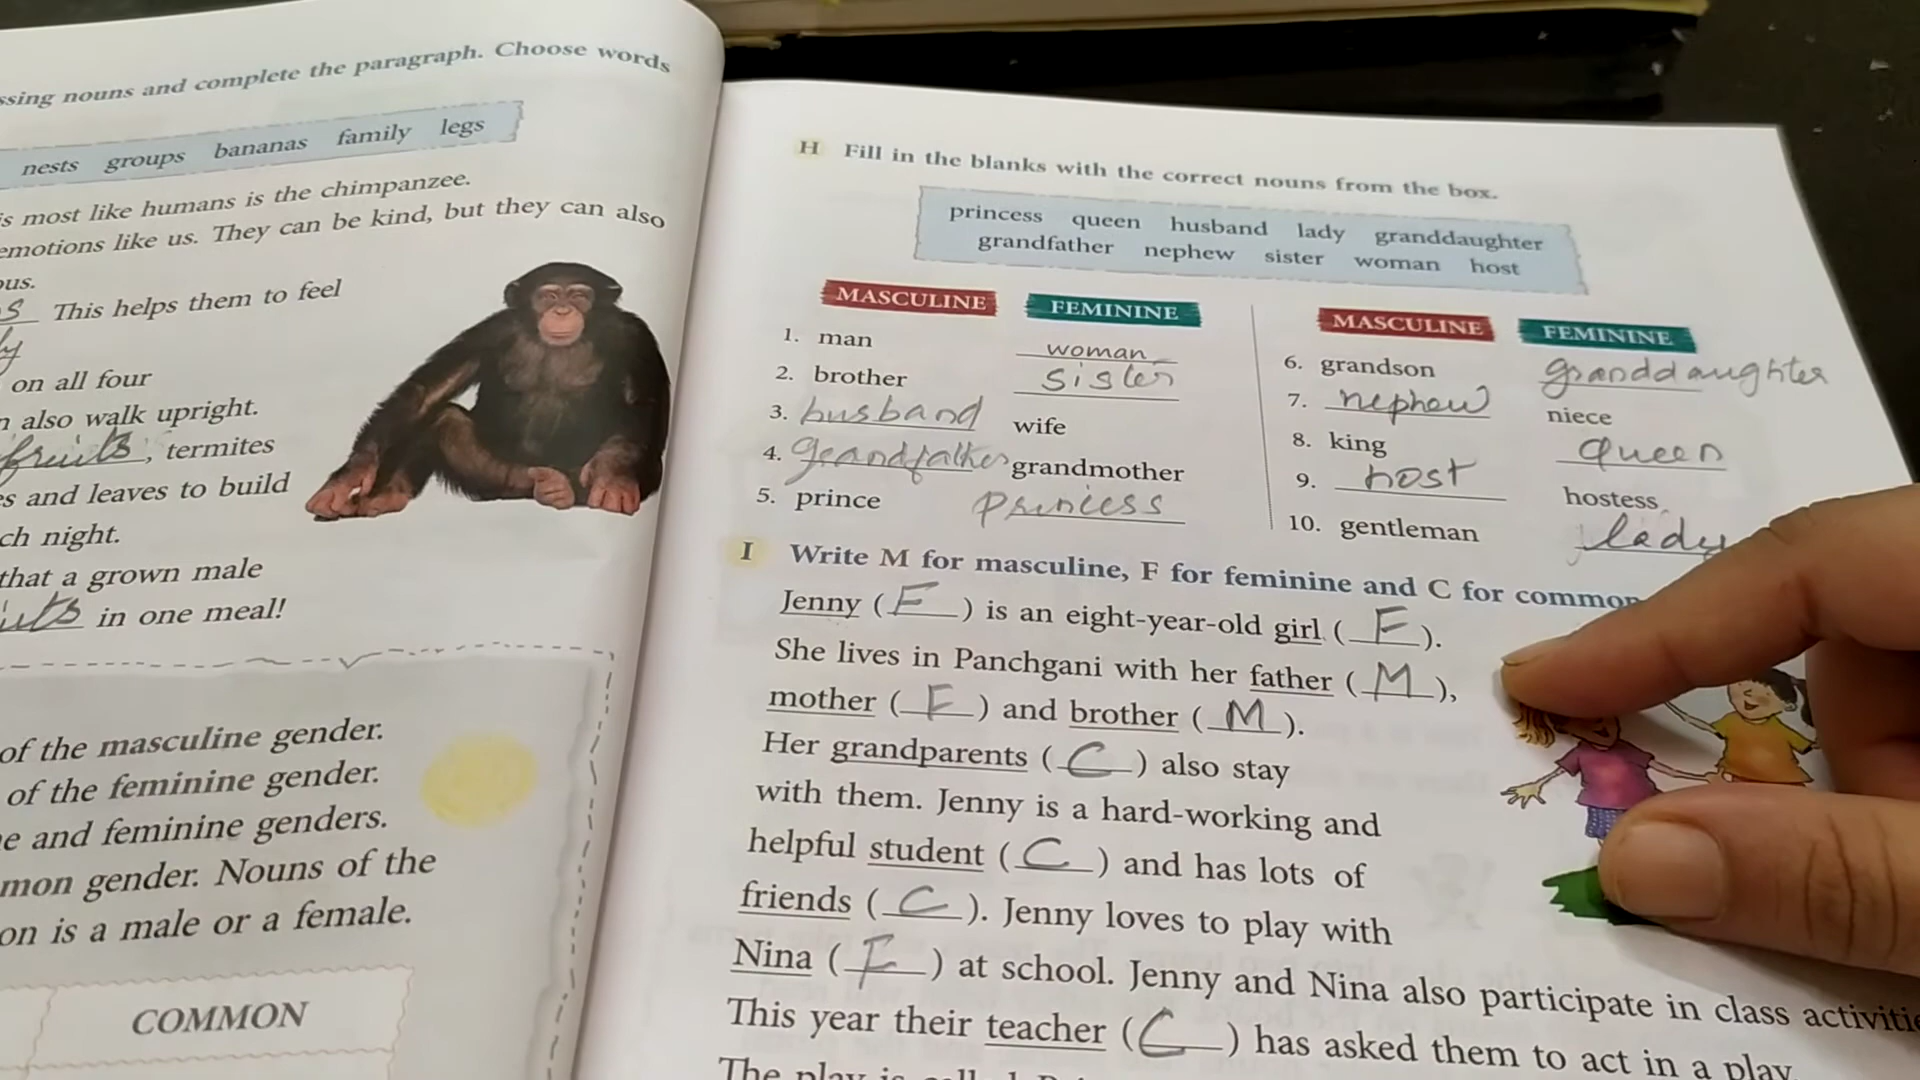 ssing nouns and complete the paragraph. Choose words
nests groups bananas family legs
s most like humans is the chimpanzee.
emotions like us. They can be kind, but they can also
ous.
s This helps them to feel
ly
on all four
n also walk upright.
fruits, termites
s and leaves to build
ch night.
that a grown male
uts in one meal!
of the masculine gender.
of the feminine gender.
e and feminine genders.
mon gender. Nouns of the
on is a male or a female.
COMMON
H Fill in the blanks with the correct nouns from the box.
princess queen husband lady granddaughter
grandfather nephew sister woman host
MASCULINE FEMININE
1. man woman
2. brother sister
3. husband wife
4. Grandfather grandmother
5. prince princess
MASCULINE FEMININE
6. grandson granddaughter
7. nephew niece
8. king queen
9. host hostess
10. gentleman lady
I Write M for masculine, F for feminine and C for common
Jenny (F) is an eight-year-old girl (F).
She lives in Panchgani with her father (M),
mother (F) and brother (M).
Her grandparents (C) also stay
with them. Jenny is a hard-working and
helpful student (C) and has lots of
friends (C). Jenny loves to play with
Nina (F) at school. Jenny and Nina also participate in class activitie
This year their teacher (C) has asked them to act in a play.
The play is